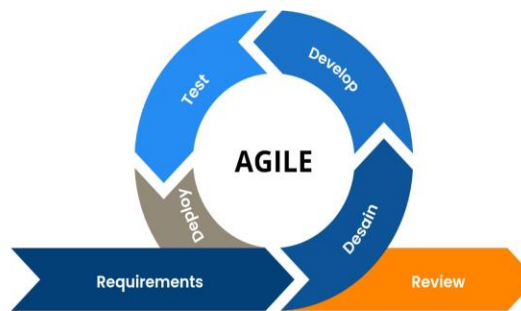 Develop
Test
AGILE
Deploy
Desain
Requirements
Review